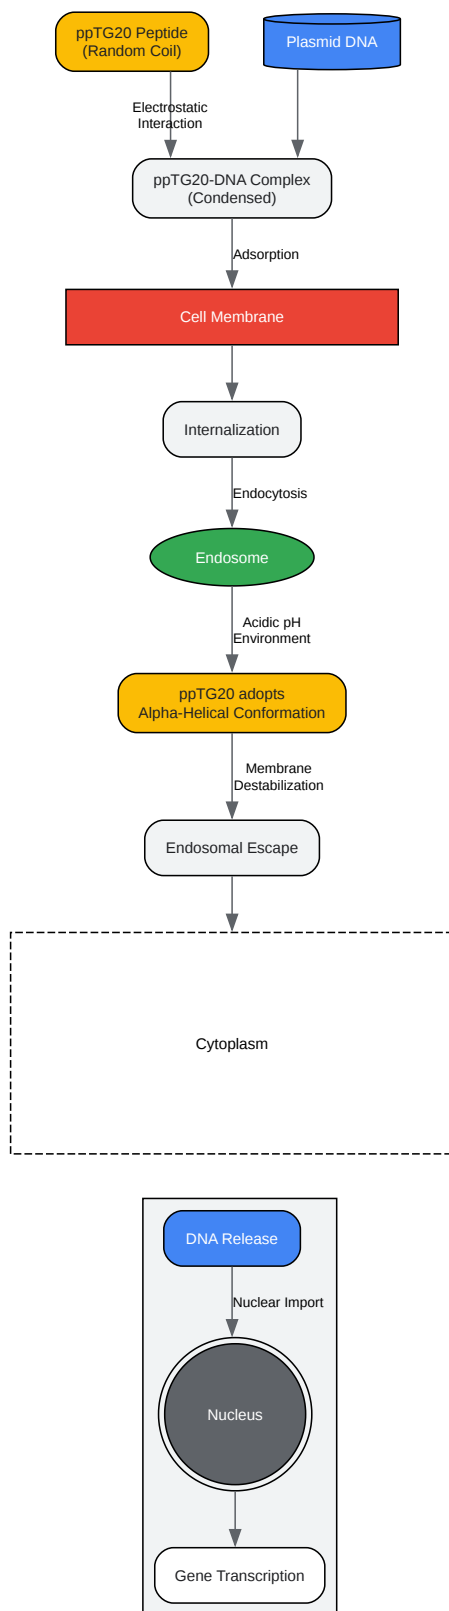 ppTG20 Peptide
(Random Coil)
Plasmid DNA
Electrostatic
Interaction
ppTG20-DNA Complex
(Condensed)
Adsorption
Cell Membrane
Internalization
Endocytosis
Endosome
Acidic pH
Environment
ppTG20 adopts
Alpha-Helical Conformation
Membrane
Destabilization
Endosomal Escape
Cytoplasm
DNA Release
Nuclear Import
Nucleus
Gene Transcription